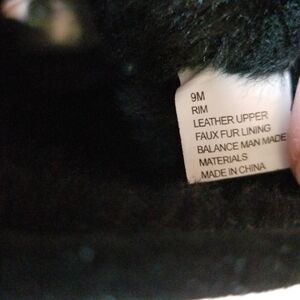 9M
RIM
LEATHER UPPER
FAUX FUR LINING
BALANCE MAN MADE
MATERIALS
MADE IN CHINA